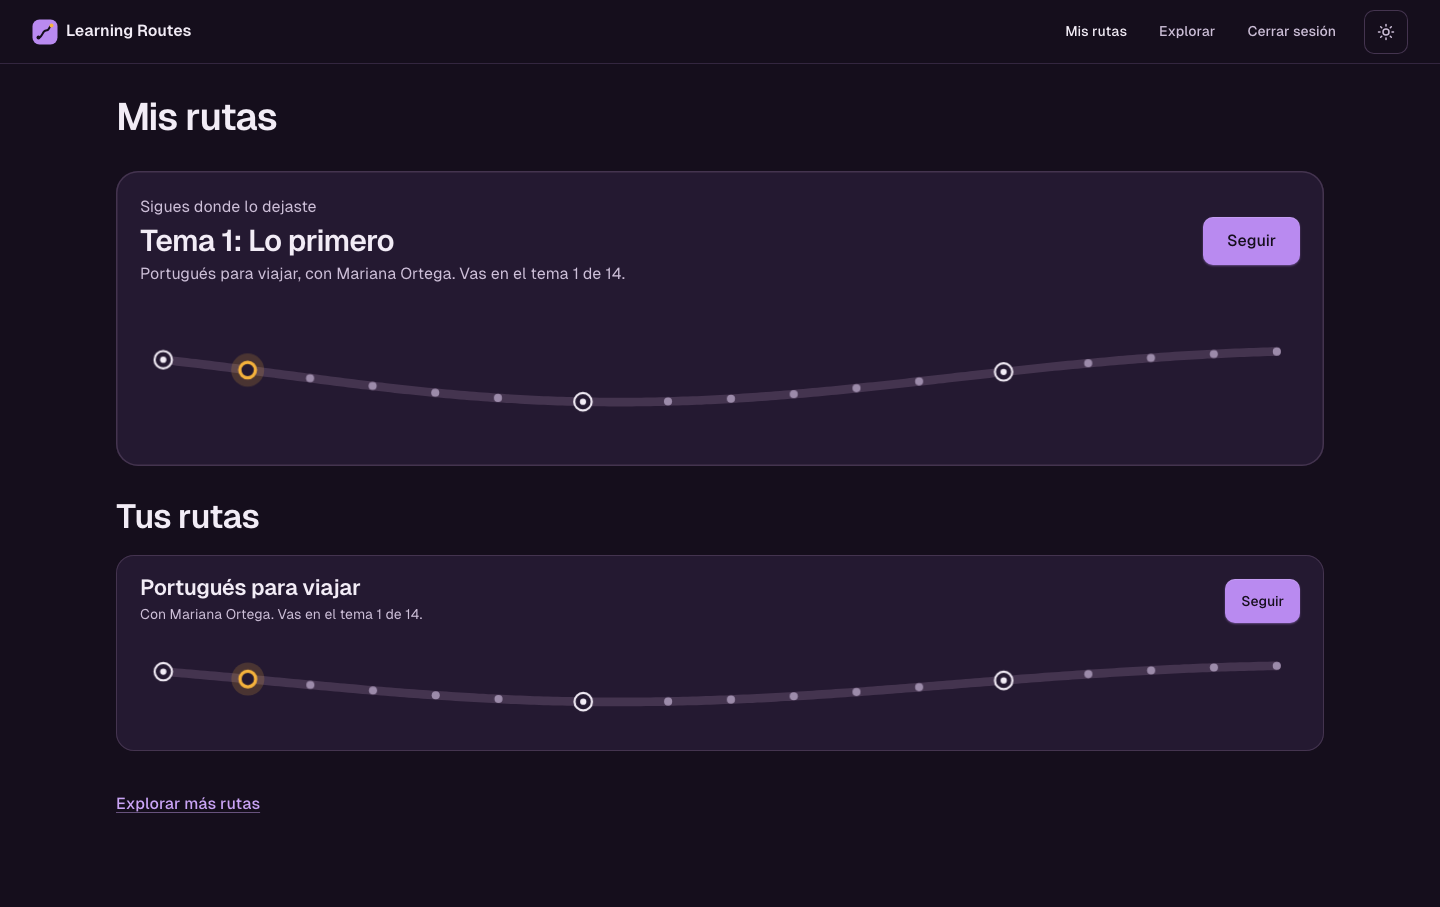 Learning Routes
Mis rutas
Explorar
Cerrar sesión
Mis rutas
Sigues donde lo dejaste
Tema 1: Lo primero
Portugués para viajar, con Mariana Ortega. Vas en el tema 1 de 14.
Seguir
Tus rutas
Portugués para viajar
Con Mariana Ortega. Vas en el tema 1 de 14.
Seguir
Explorar más rutas